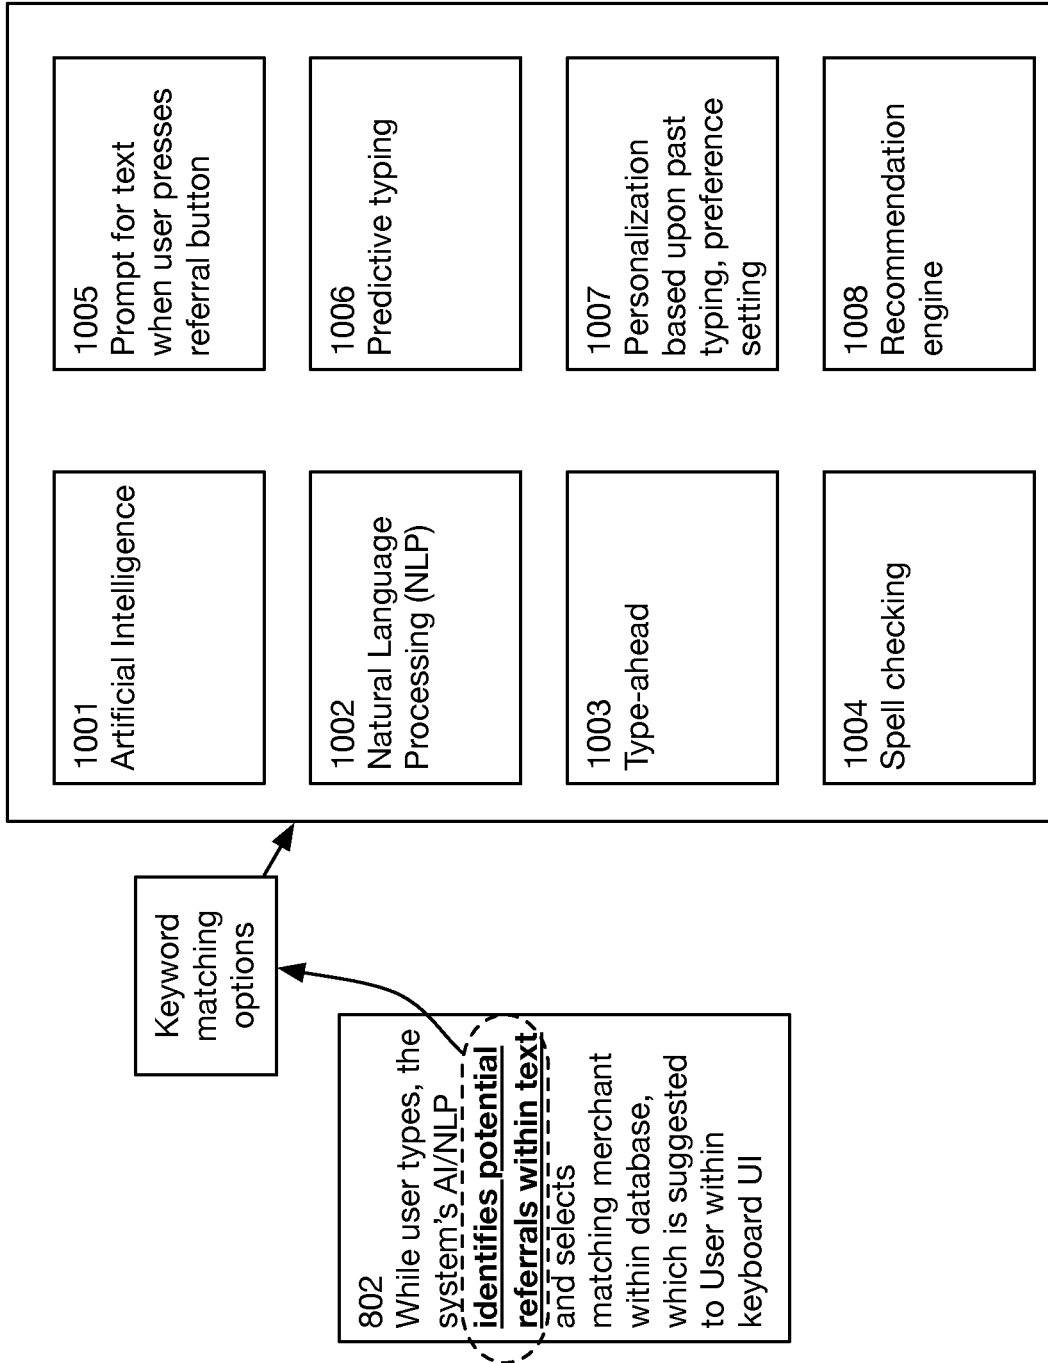 802
While user types, the
system's AI/NLP
identifies potential
referrals within text
and selects
matching merchant
within database,
which is suggested
to User within
keyboard UI
Keyword
matching
options
1001
Artificial Intelligence
1002
Natural Language
Processing (NLP)
1003
Type-ahead
1004
Spell checking
1005
Prompt for text
when user presses
referral button
1006
Predictive typing
1007
Personalization
based upon past
typing, preference
setting
1008
Recommendation
engine